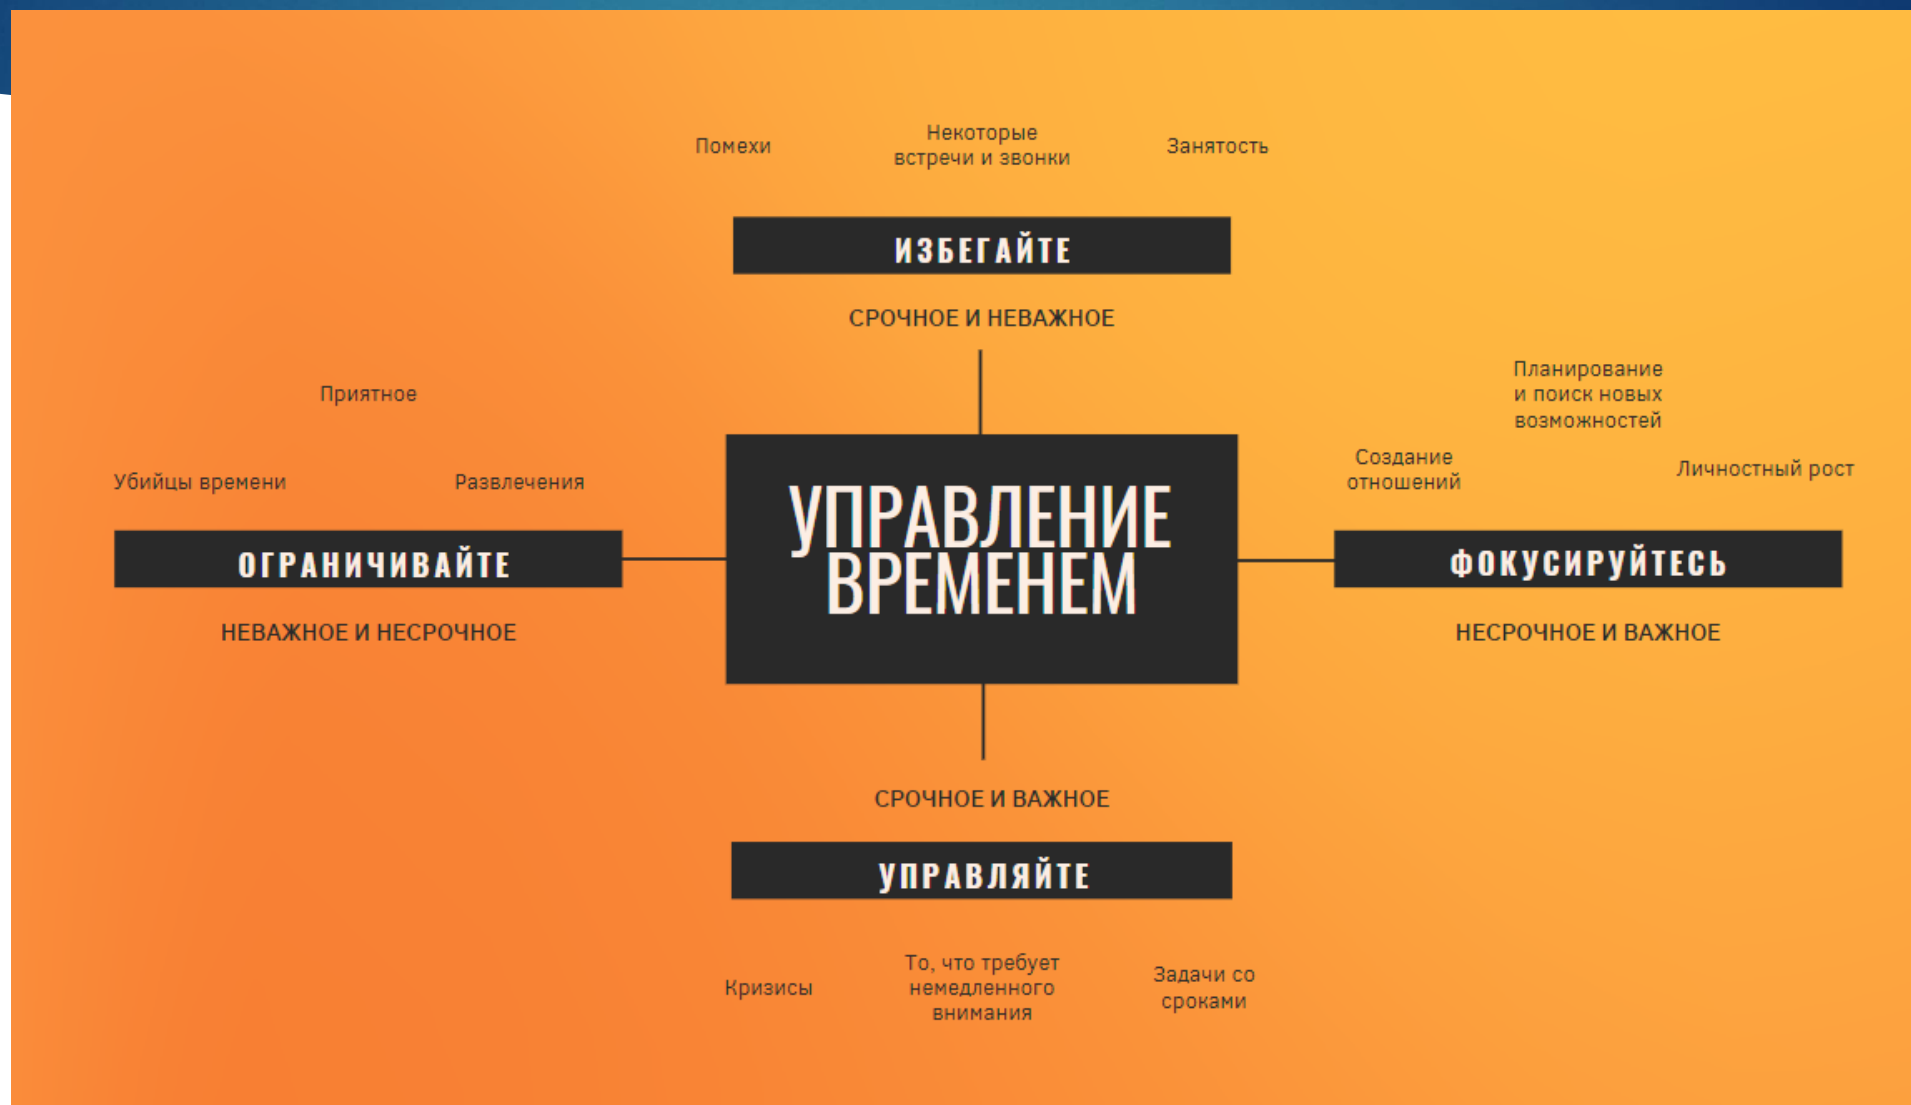 Помехи
Некоторые
встречи и звонки
Занятость
ИЗБЕГАЙТЕ
СРОЧНОЕ И НЕВАЖНОЕ
Приятное
Убийцы времени
Развлечения
ОГРАНИЧИВАЙТЕ
НЕВАЖНОЕ И НЕСРОЧНОЕ
УПРАВЛЕНИЕ
ВРЕМЕНЕМ
Планирование
и поиск новых
возможностей
Создание
отношений
Личностный рост
ФОКУСИРУЙТЕСЬ
НЕСРОЧНОЕ И ВАЖНОЕ
СРОЧНОЕ И ВАЖНОЕ
УПРАВЛЯЙТЕ
Кризисы
То, что требует
немедленного
внимания
Задачи со
сроками